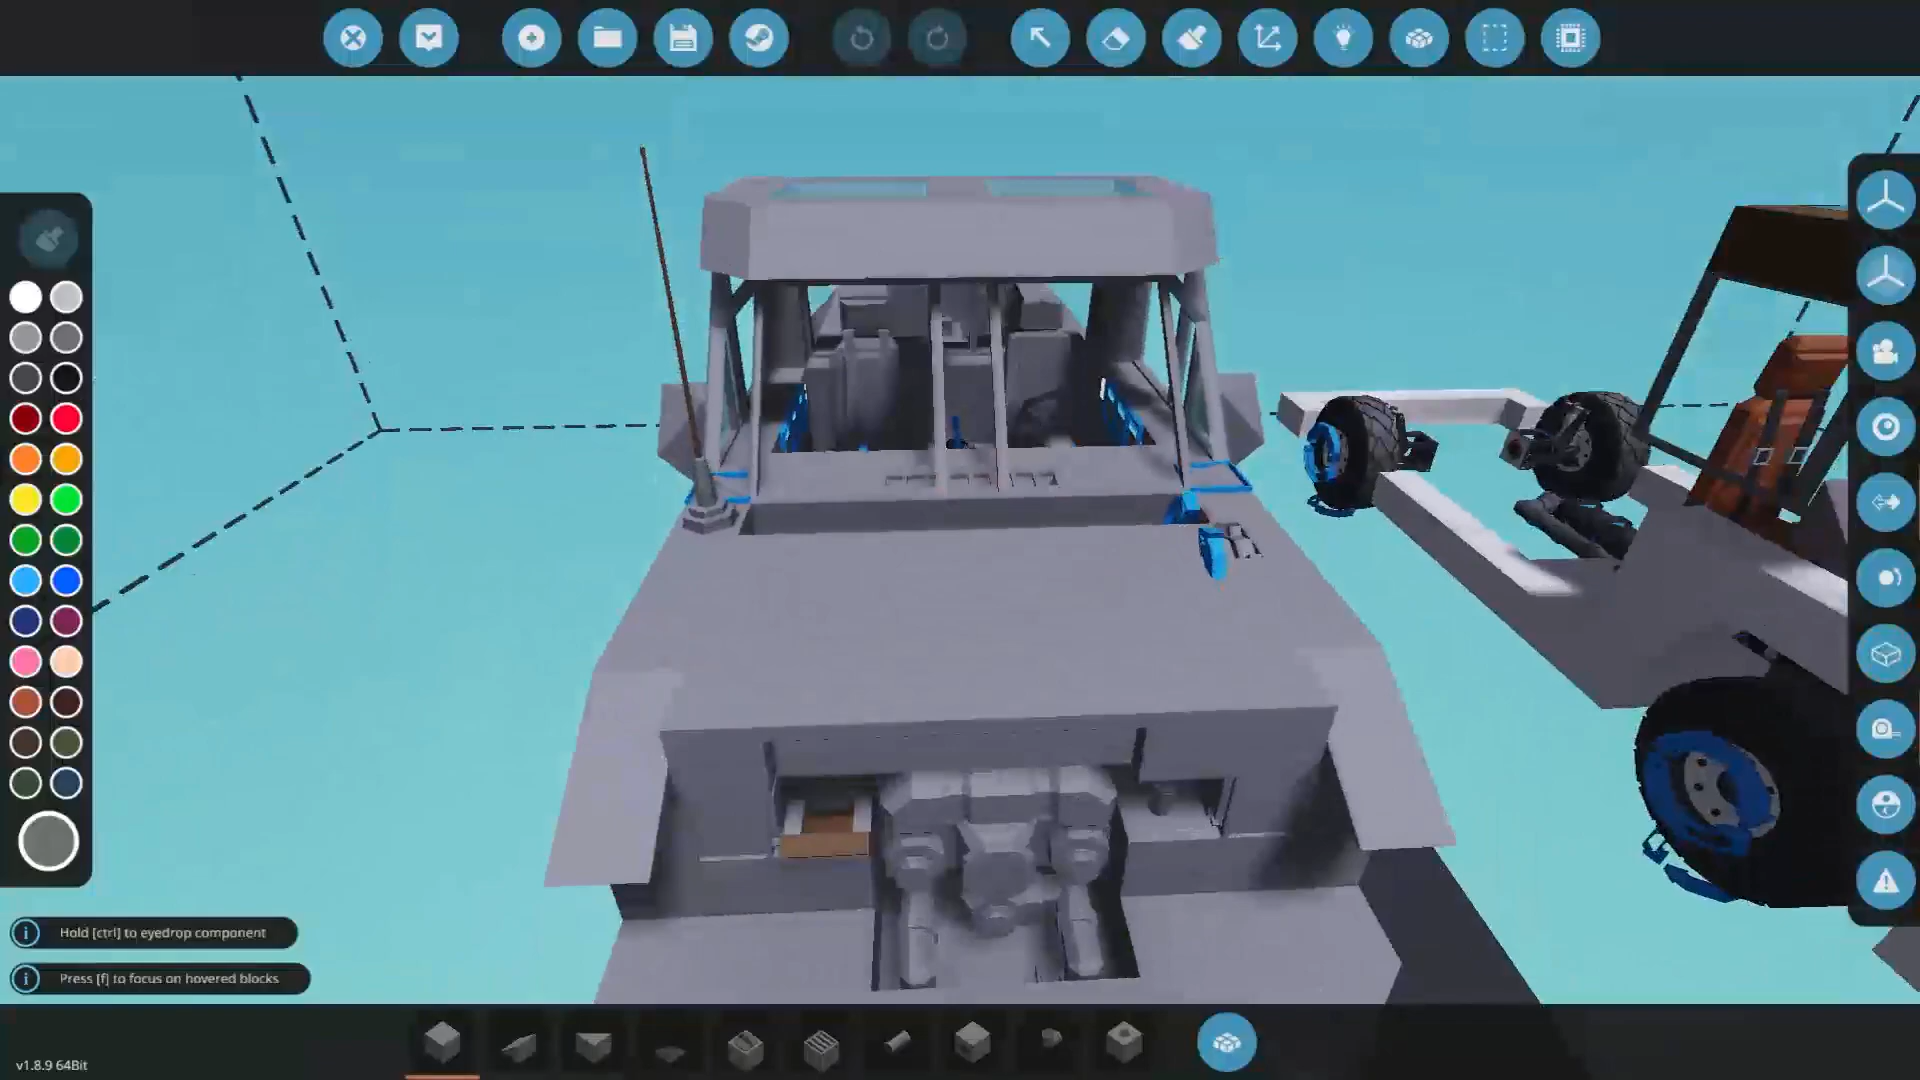 Hold [ctrl] to eyedrop component
Press [f] to focus on hovered blocks
v1.8.9 64Bit